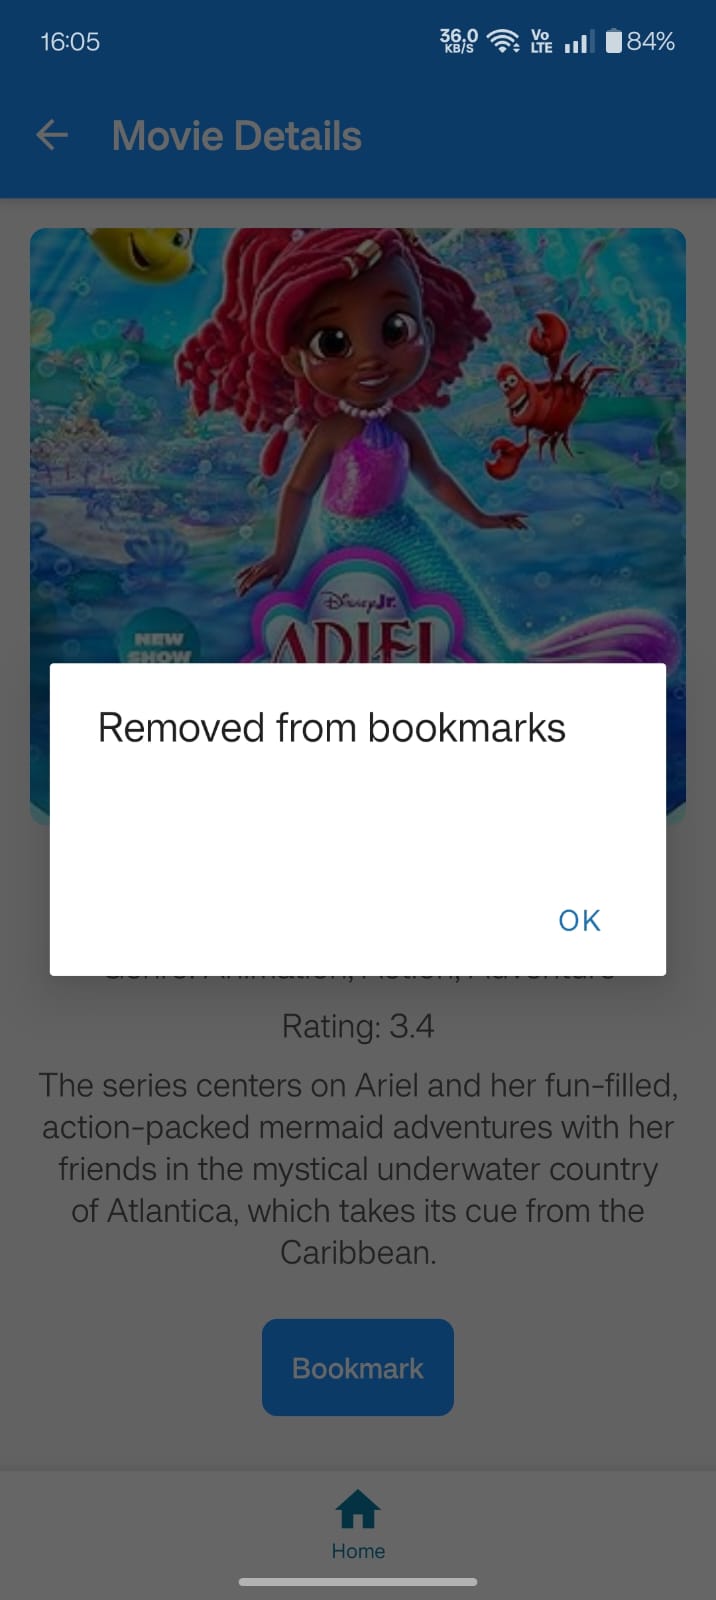 16:05
36.0
KB/S
Vo
LTE
84%
Movie Details
Disney Jr.
NEW
SHOW
ARIEL
Removed from bookmarks
OK
Rating: 3.4
The series centers on Ariel and her fun-filled,
action-packed mermaid adventures with her
friends in the mystical underwater country
of Atlantica, which takes its cue from the
Caribbean.
Bookmark
Home